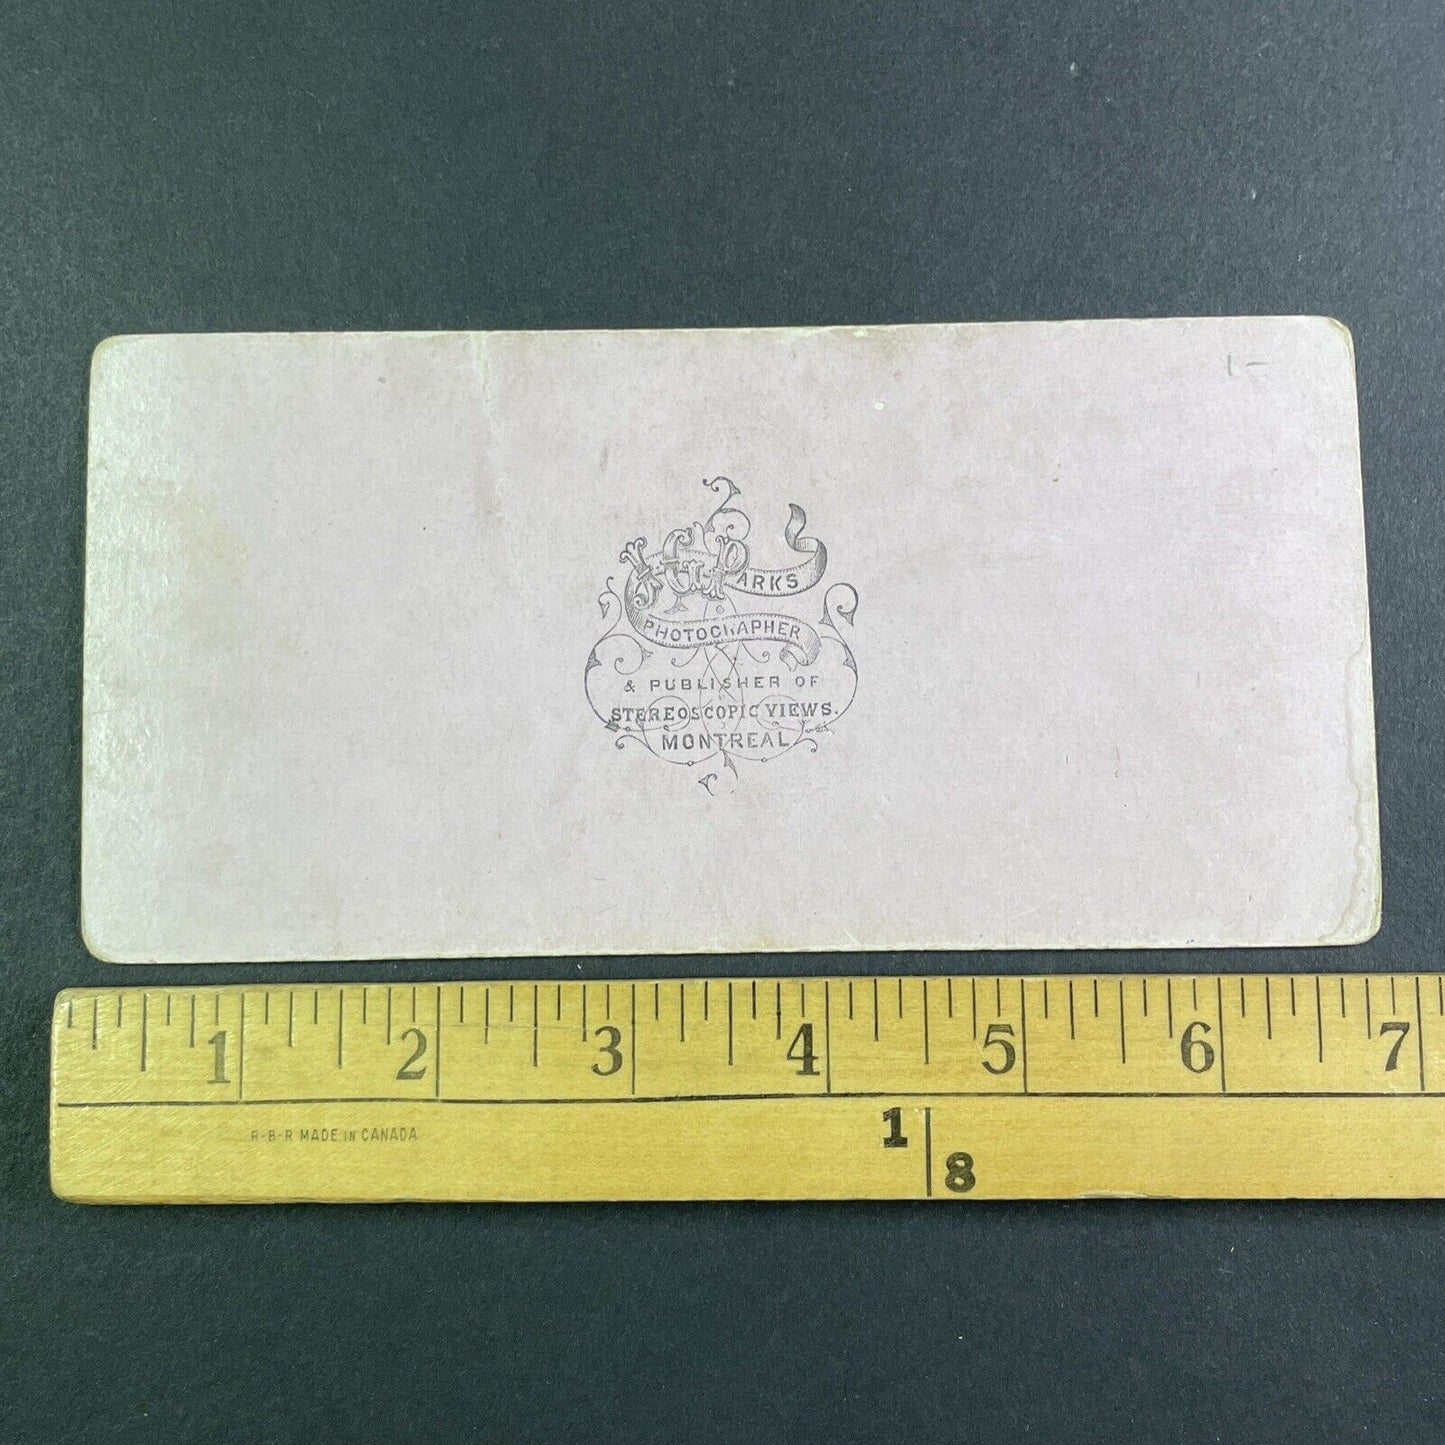 1-
J. G. PARKS
PHOTOGRAPHER
& PUBLISHER OF
STEREOSCOPIC VIEWS.
MONTREAL
1 2 3 4 5 6 7
R-B-R MADE IN CANADA
1
8